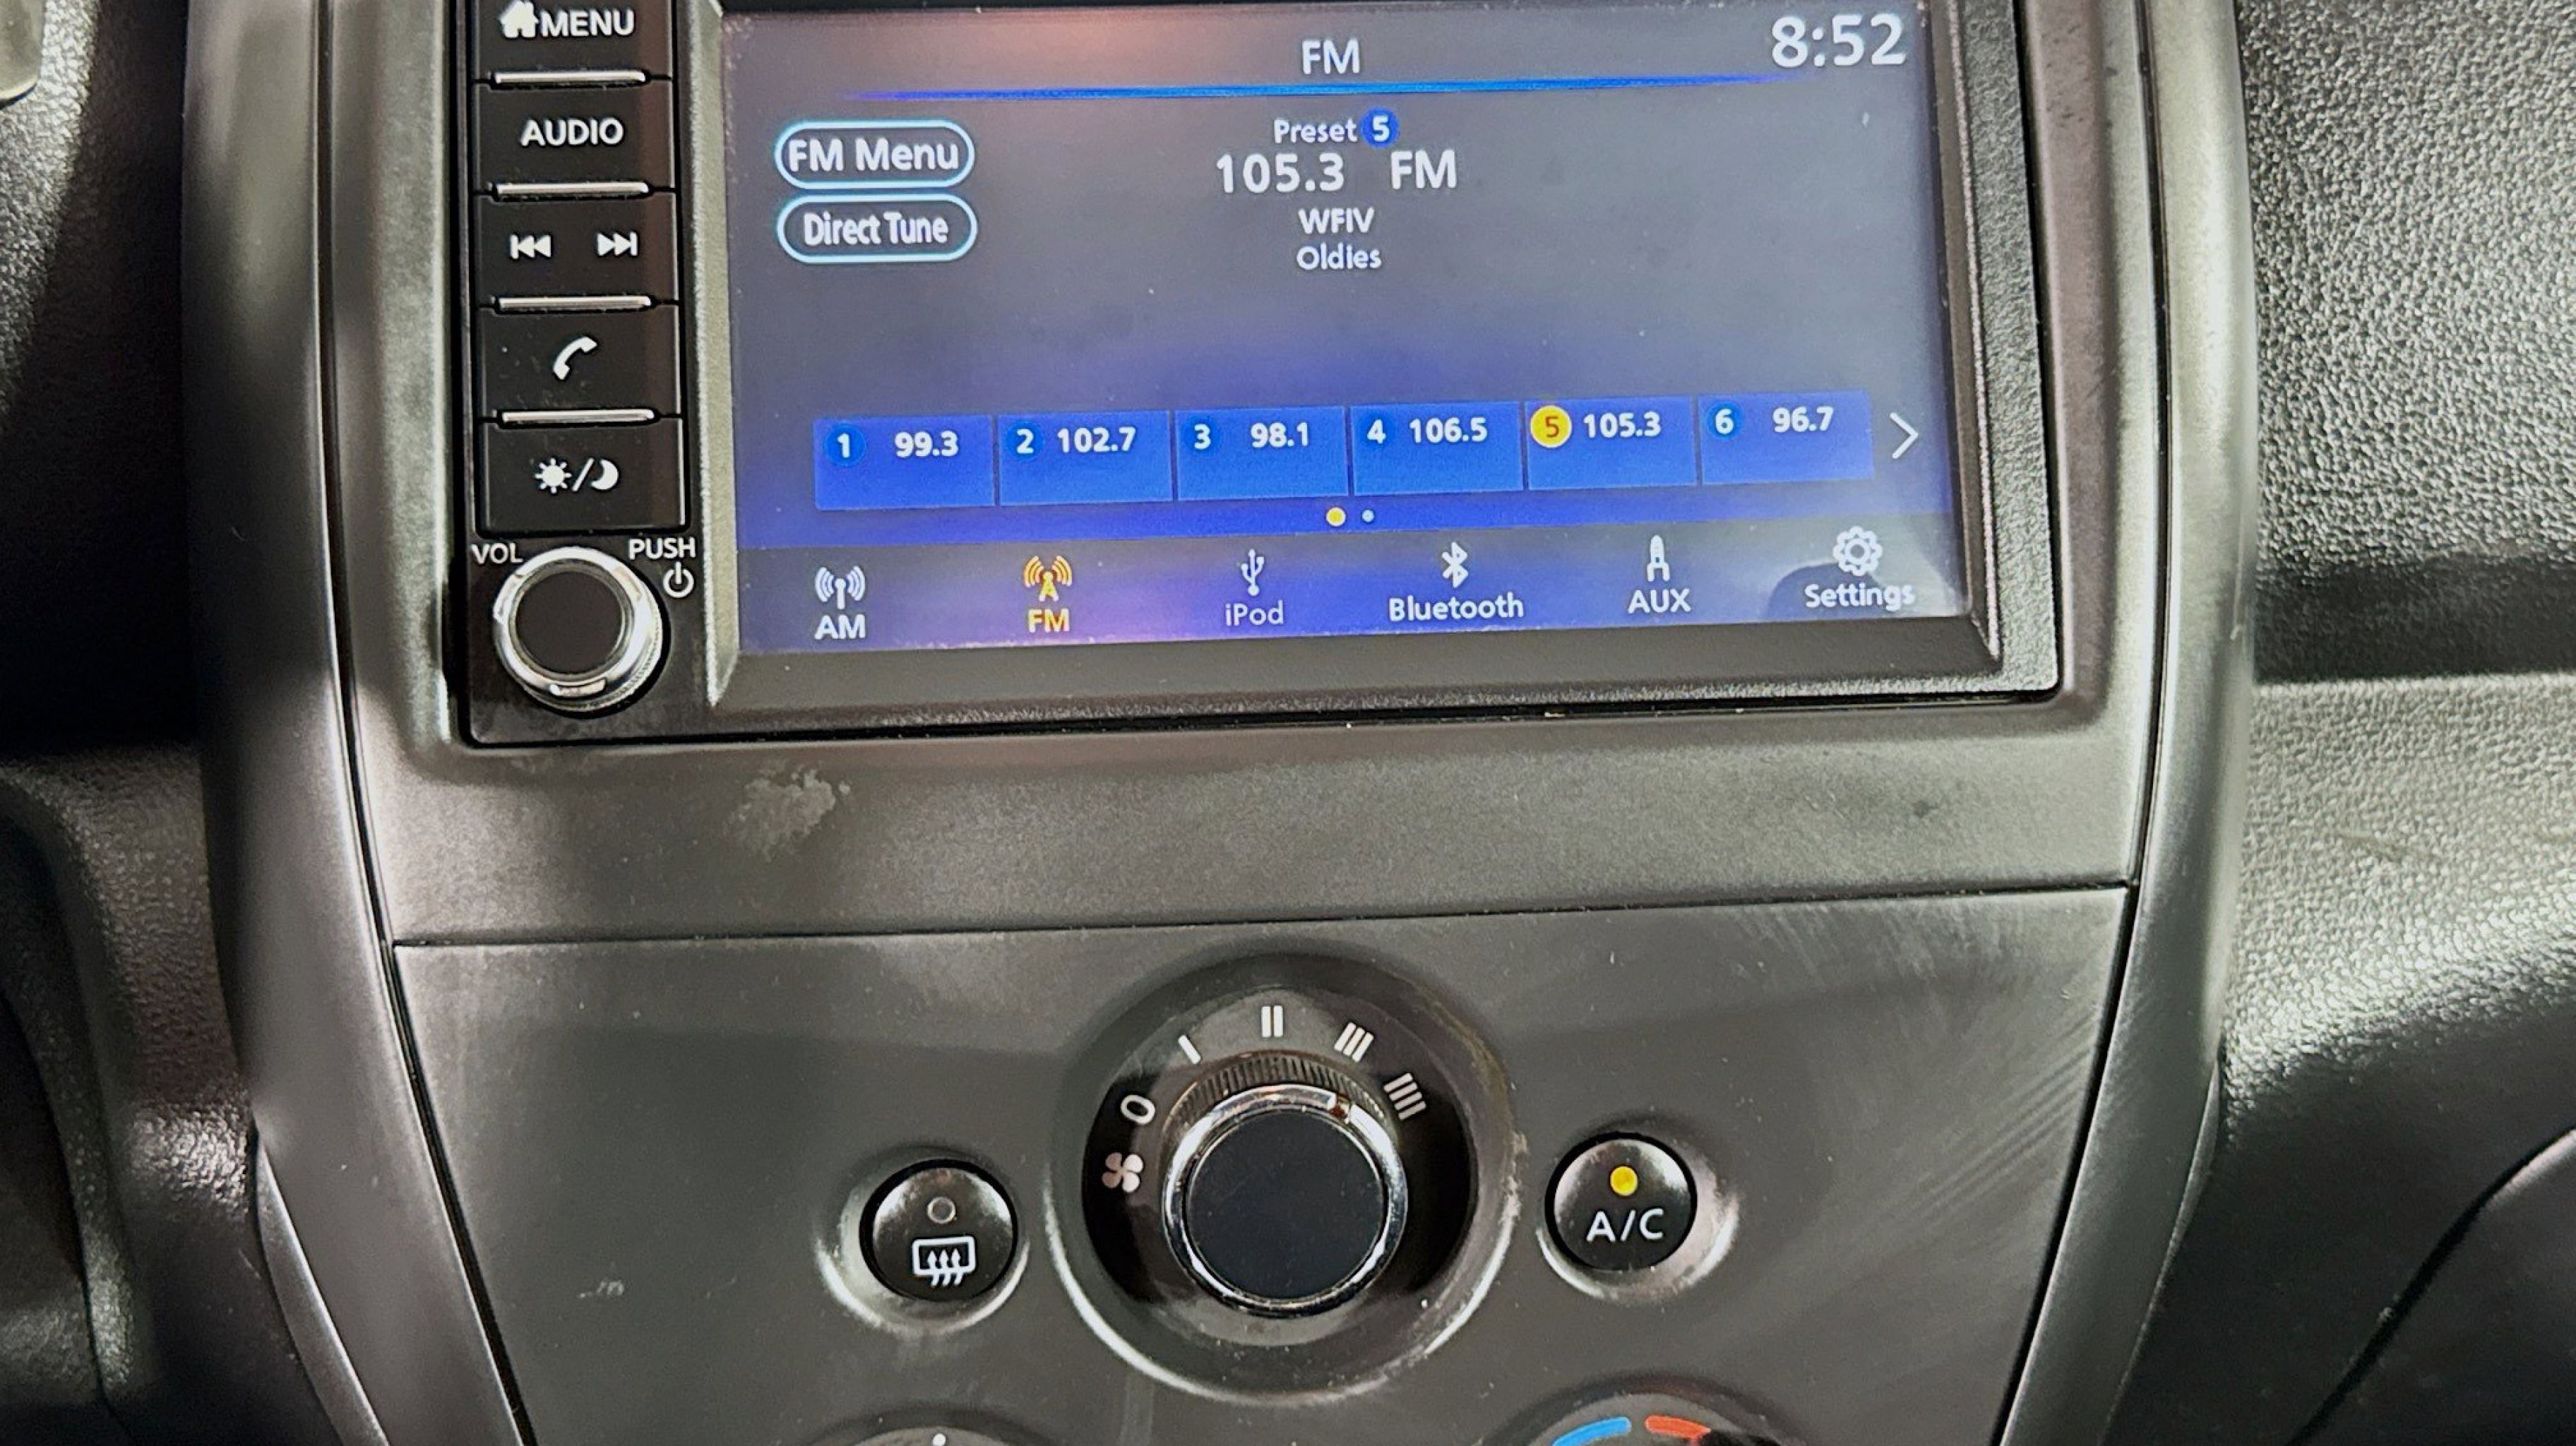 MENU
AUDIO
VOL
PUSH
FM
8:52
FM Menu
Direct Tune
Preset 5
105.3 FM
WFIV
Oldies
1 99.3
2 102.7
3 98.1
4 106.5
5 105.3
6 96.7
AM
FM
iPod
Bluetooth
AUX
Settings
0
I
II
III
IIII
A/C